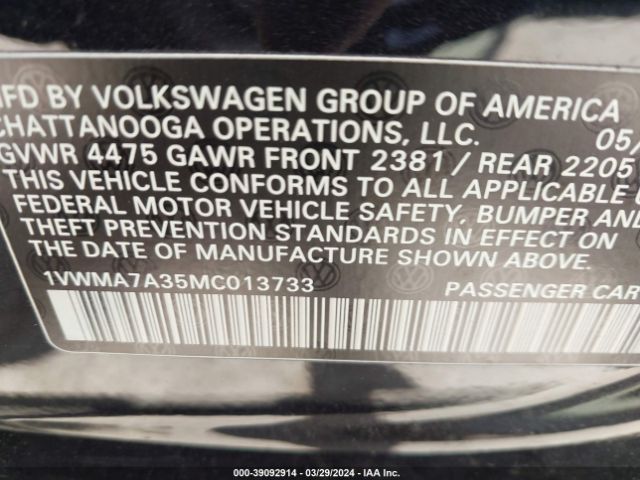 MFD BY VOLKSWAGEN GROUP OF AMERICA
CHATTANOOGA OPERATIONS, LLC. 05/
GVWR 4475 GAWR FRONT 2381 / REAR 2205
THIS VEHICLE CONFORMS TO ALL APPLICABLE
FEDERAL MOTOR VEHICLE SAFETY, BUMPER AND
THEFT PREVENTION STANDARDS IN EFFECT
THE DATE OF MANUFACTURE SHOWN ABOVE.
1VWMA7A35MC013733 PASSENGER CAR
000-39092914 | 03/29/2024 | IAA Inc.